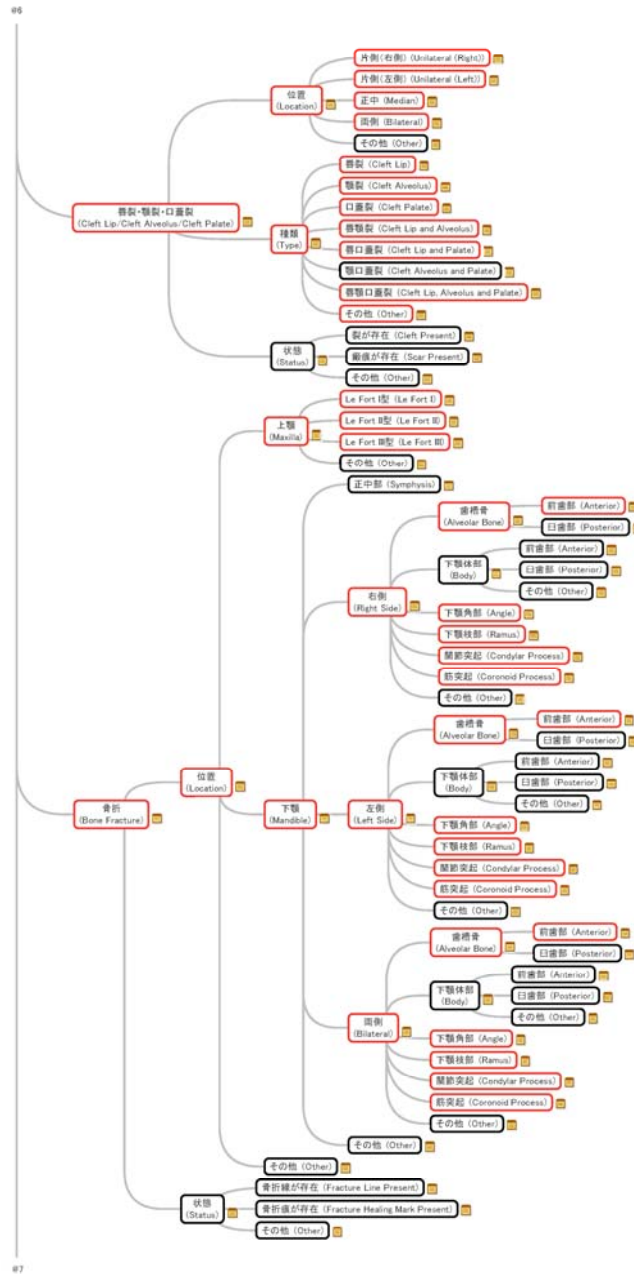 @6
片側(右側) (Unilateral (Right))
片側(左側) (Unilateral (Left))
位置
(Location)
正中 (Median)
両側 (Bilateral)
その他 (Other)
唇裂 (Cleft Lip)
顎裂 (Cleft Alveolus)
口蓋裂 (Cleft Palate)
唇裂・顎裂・口蓋裂
(Cleft Lip/Cleft Alveolus/Cleft Palate)
種類
(Type)
唇顎裂 (Cleft Lip and Alveolus)
唇口蓋裂 (Cleft Lip and Palate)
顎口蓋裂 (Cleft Alveolus and Palate)
唇顎口蓋裂 (Cleft Lip, Alveolus and Palate)
その他 (Other)
状態
(Status)
裂が存在 (Cleft Present)
瘢痕が存在 (Scar Present)
その他 (Other)
上顎
(Maxilla)
Le Fort Ⅰ型 (Le Fort Ⅰ)
Le Fort Ⅱ型 (Le Fort Ⅱ)
Le Fort Ⅲ型 (Le Fort Ⅲ)
その他 (Other)
正中部 (Symphysis)
歯槽骨
(Alveolar Bone)
前歯部 (Anterior)
臼歯部 (Posterior)
下顎体部
(Body)
前歯部 (Anterior)
臼歯部 (Posterior)
その他 (Other)
右側
(Right Side)
下顎角部 (Angle)
下顎枝部 (Ramus)
関節突起 (Condylar Process)
筋突起 (Coronoid Process)
その他 (Other)
歯槽骨
(Alveolar Bone)
前歯部 (Anterior)
臼歯部 (Posterior)
下顎体部
(Body)
前歯部 (Anterior)
臼歯部 (Posterior)
その他 (Other)
骨折
(Bone Fracture)
位置
(Location)
下顎
(Mandible)
左側
(Left Side)
下顎角部 (Angle)
下顎枝部 (Ramus)
関節突起 (Condylar Process)
筋突起 (Coronoid Process)
その他 (Other)
歯槽骨
(Alveolar Bone)
前歯部 (Anterior)
臼歯部 (Posterior)
下顎体部
(Body)
前歯部 (Anterior)
臼歯部 (Posterior)
その他 (Other)
両側
(Bilateral)
下顎角部 (Angle)
下顎枝部 (Ramus)
関節突起 (Condylar Process)
筋突起 (Coronoid Process)
その他 (Other)
その他 (Other)
その他 (Other)
状態
(Status)
骨折線が存在 (Fracture Line Present)
骨折痕が存在 (Fracture Healing Mark Present)
その他 (Other)
@7